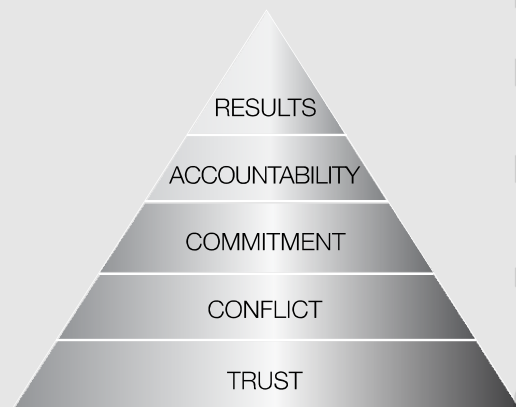 RESULTS
ACCOUNTABILITY
COMMITMENT
CONFLICT
TRUST